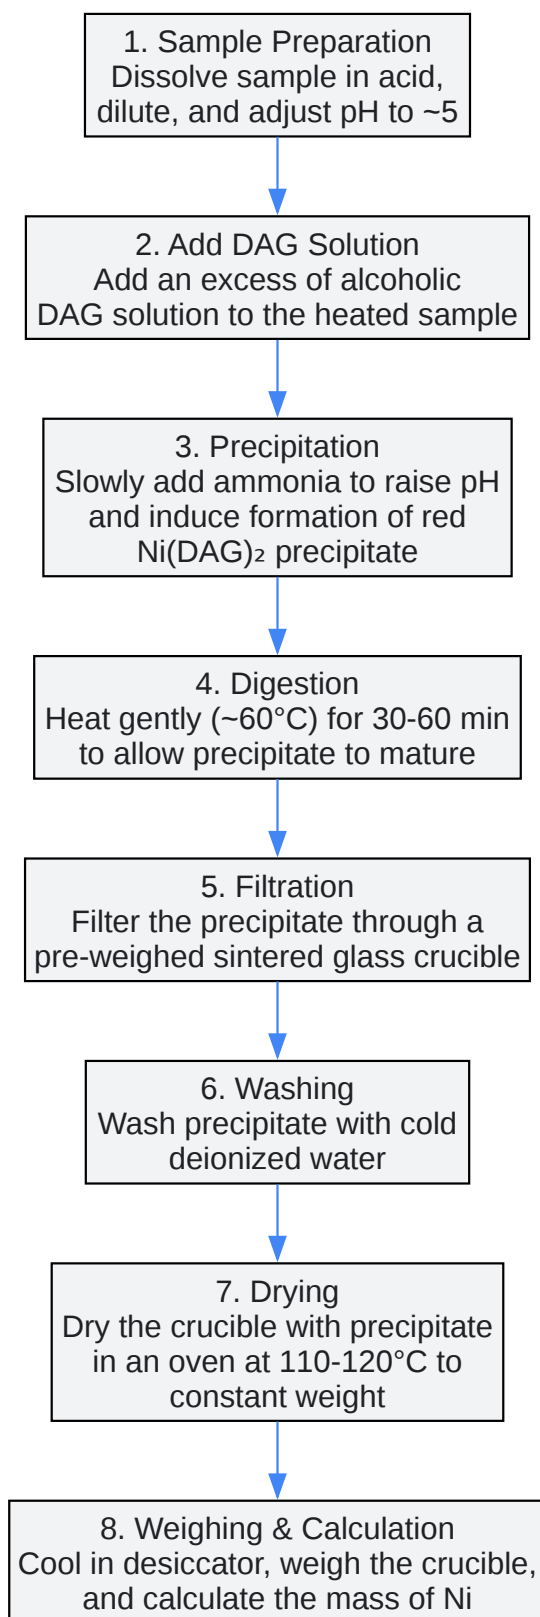 1. Sample Preparation
Dissolve sample in acid,
dilute, and adjust pH to ~5
2. Add DAG Solution
Add an excess of alcoholic
DAG solution to the heated sample
3. Precipitation
Slowly add ammonia to raise pH
and induce formation of red
Ni(DAG)₂ precipitate
4. Digestion
Heat gently (~60°C) for 30-60 min
to allow precipitate to mature
5. Filtration
Filter the precipitate through a
pre-weighed sintered glass crucible
6. Washing
Wash precipitate with cold
deionized water
7. Drying
Dry the crucible with precipitate
in an oven at 110-120°C to
constant weight
8. Weighing & Calculation
Cool in desiccator, weigh the crucible,
and calculate the mass of Ni